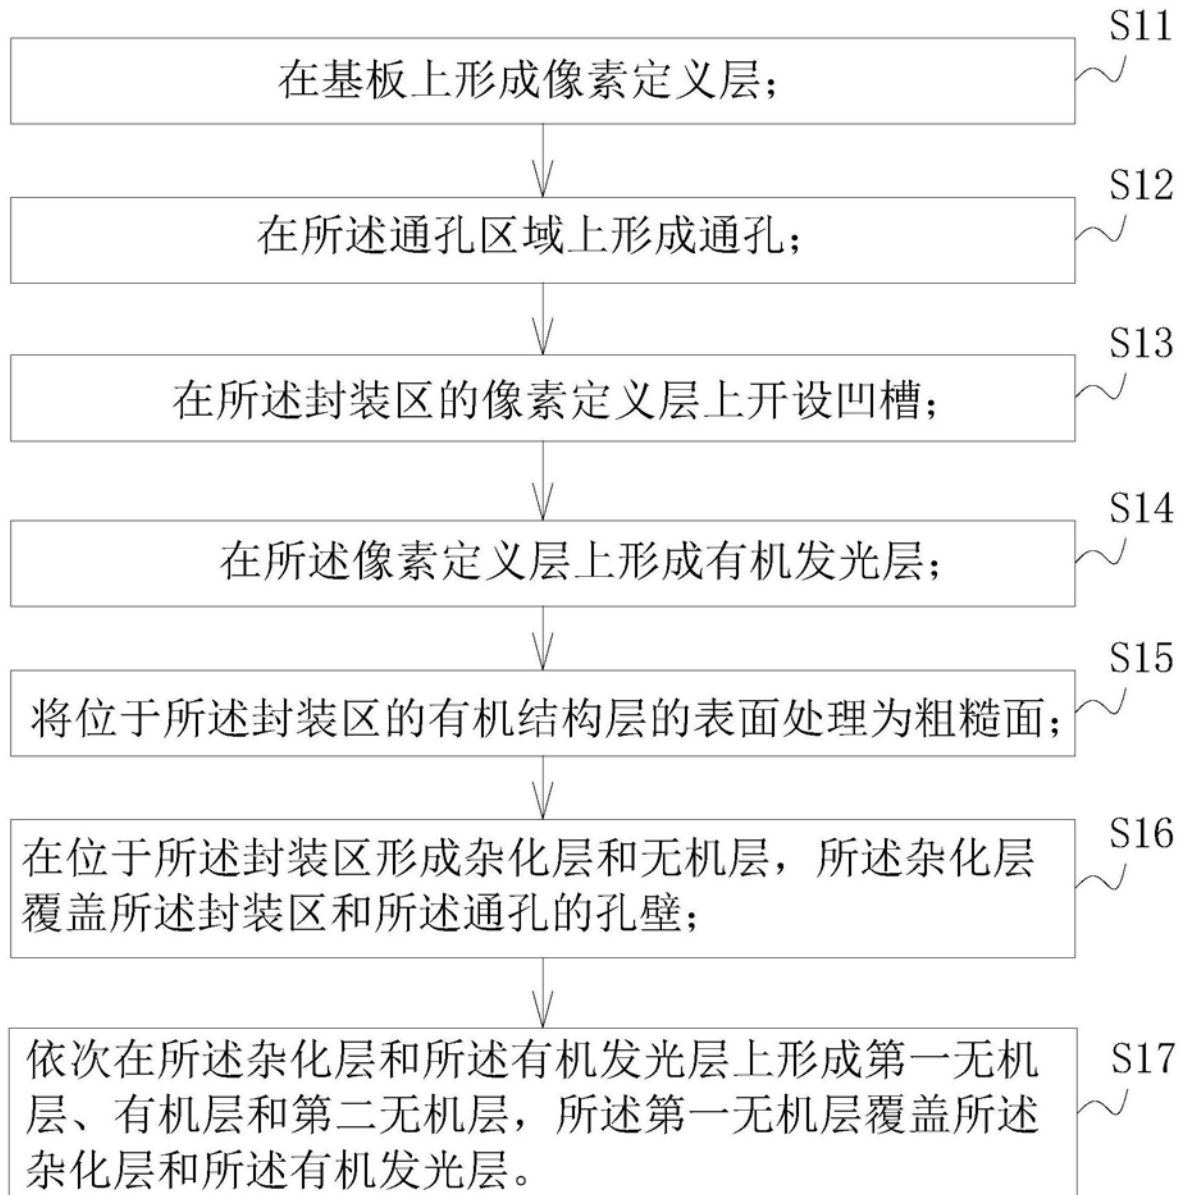 S11
在基板上形成像素定义层；
S12
在所述通孔区域上形成通孔；
S13
在所述封装区的像素定义层上开设凹槽；
S14
在所述像素定义层上形成有机发光层；
S15
将位于所述封装区的有机结构层的表面处理为粗糙面；
S16
在位于所述封装区形成杂化层和无机层，所述杂化层
覆盖所述封装区和所述通孔的孔壁；
S17
依次在所述杂化层和所述有机发光层上形成第一无机
层、有机层和第二无机层，所述第一无机层覆盖所述
杂化层和所述有机发光层。